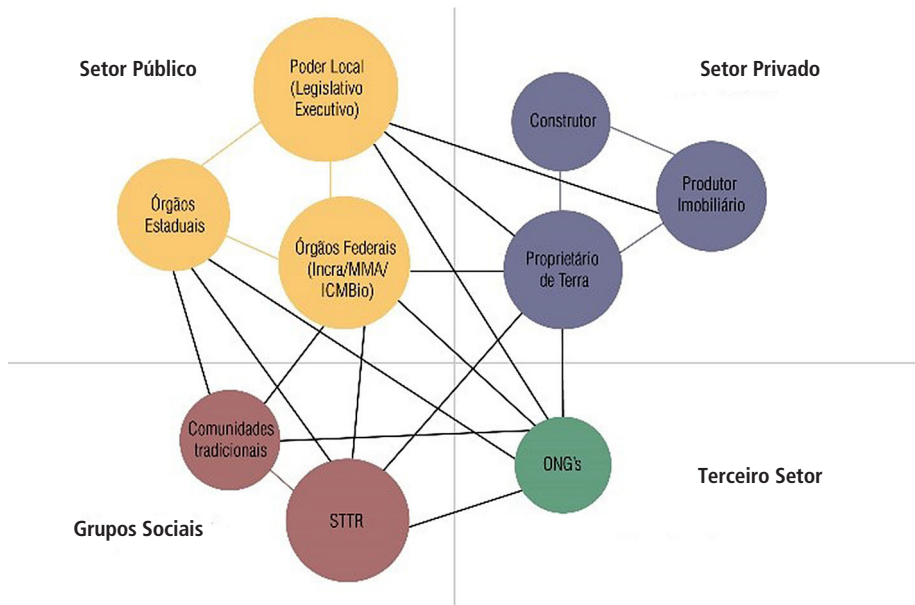 Setor Público
Poder Local
(Legislativo
Executivo)
Setor Privado
Construtor
Produtor
Imobiliário
Órgãos
Estaduais
Órgãos Federais
(Incra/MMA/
ICMBio)
Proprietário
de Terra
Comunidades
tradicionais
ONG's
Terceiro Setor
STTR
Grupos Sociais